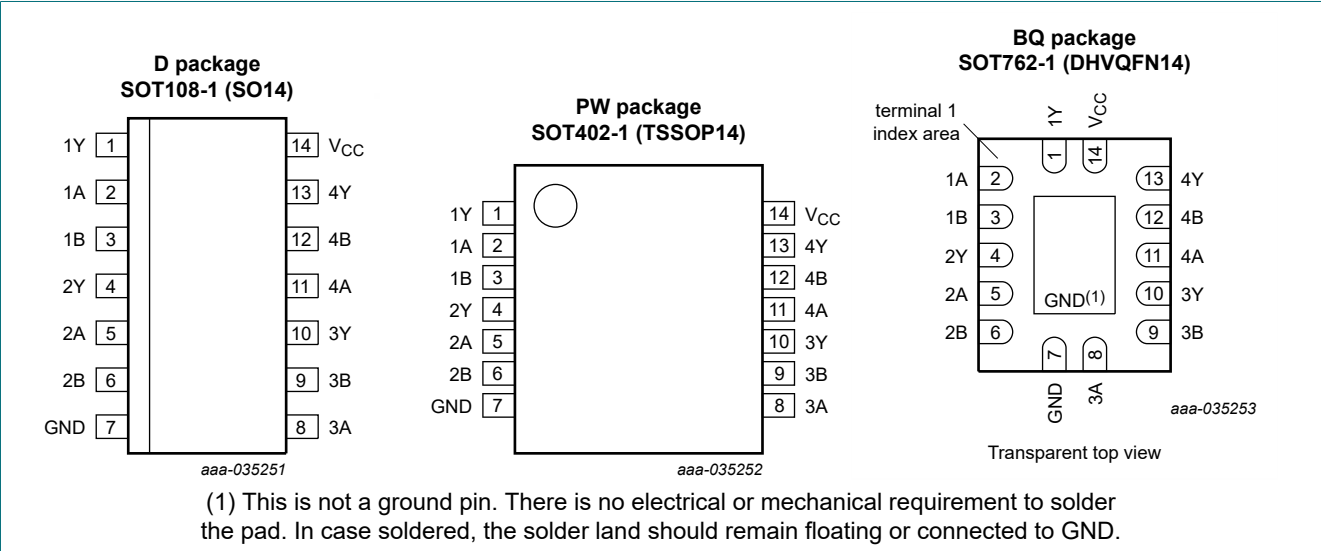 D package
SOT108-1 (SO14)
1Y 1
1A 2
1B 3
2Y 4
2A 5
2B 6
GND 7
14 VCC
13 4Y
12 4B
11 4A
10 3Y
9 3B
8 3A
aaa-035251
PW package
SOT402-1 (TSSOP14)
1Y 1
1A 2
1B 3
2Y 4
2A 5
2B 6
GND 7
14 VCC
13 4Y
12 4B
11 4A
10 3Y
9 3B
8 3A
aaa-035252
BQ package
SOT762-1 (DHVQFN14)
terminal 1
index area
1Y
VCC
1
14
1A 2
1B 3
2Y 4
2A 5
2B 6
13 4Y
12 4B
11 4A
10 3Y
9 3B
GND(1)
7
8
GND
3A
aaa-035253
Transparent top view
(1) This is not a ground pin. There is no electrical or mechanical requirement to solder
the pad. In case soldered, the solder land should remain floating or connected to GND.